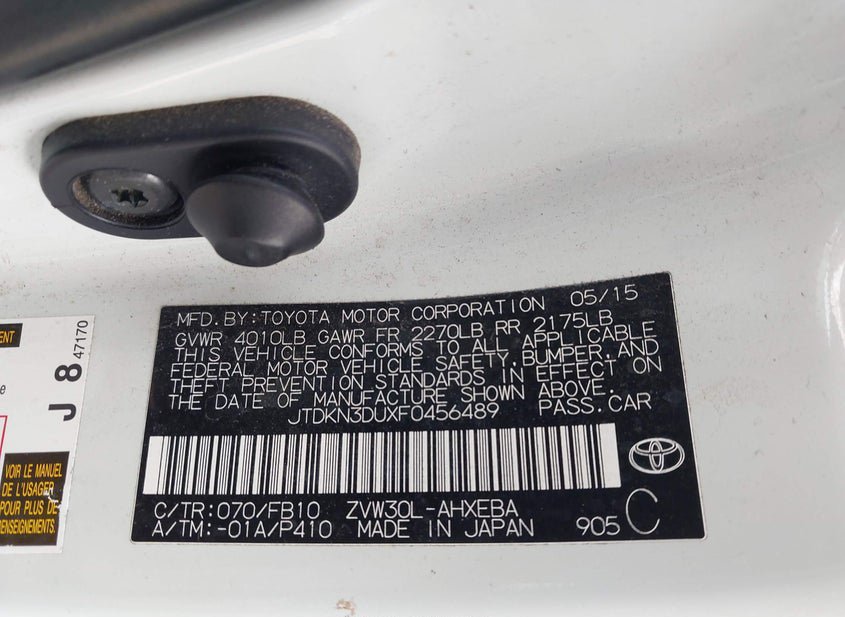 MFD.BY:TOYOTA MOTOR CORPORATION 05/15
GVWR 4010LB GAWR FR 2270LB RR 2175LB
THIS VEHICLE CONFORMS TO ALL APPLICABLE
FEDERAL MOTOR VEHICLE SAFETY,BUMPER,AND
THEFT PREVENTION STANDARDS IN EFFECT ON
THE DATE OF MANUFACTURE SHOWN ABOVE.
JTDKN3DUXF0456489 PASS.CAR
C/TR:070/FB10 ZVW30L-AHXEBA
A/TM:-01A/P410 MADE IN JAPAN 905 C
J 8 47170
VOIR LE MANUEL
DE L'USAGER
POUR PLUS DE